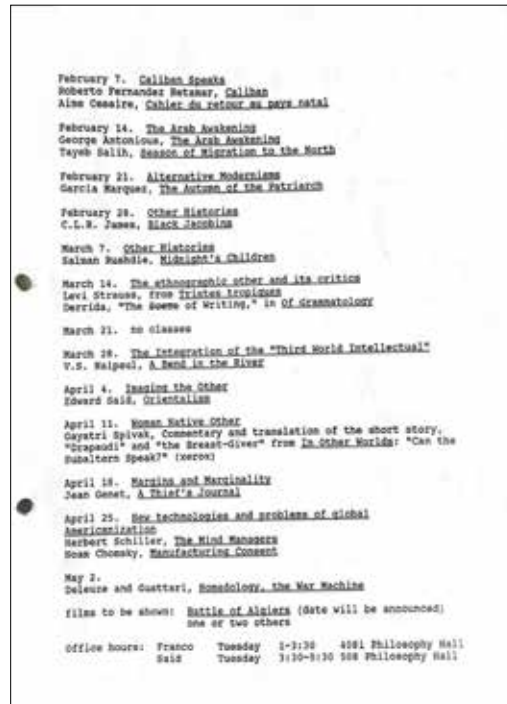 February 7. Caliban Speaks
Roberto Fernandez Retamar, Caliban
Aime Cesaire, Cahier du retour au pays natal
February 14. The Arab Awakening
George Antonious, The Arab Awakening
Tayeb Salih, Season of Migration to the North
February 21. Alternative Modernisms
Garcia Marquez, The Autumn of the Patriarch
February 28. Other Histories
C.L.R. James, Black Jacobins
March 7. Other Histories
Salman Rushdie, Midnight's Children
March 14. The ethnographic other and its critics
Levi Strauss, from Tristes tropiques
Derrida, "The of Writing," in Of Grammatology
March 21. no classes
March 28. The Integration of the "Third World Intellectual"
V.S. Naipaul, A Bend in the River
April 4. Imaging the Other
Edward Said, Orientalism
April 11. Woman Native Other
Gayatri Spivak, Commentary and translation of the short story,
"Drapaudi" and "the Breast-Giver" from In Other Worlds: "Can the
Subaltern Speak?" (xerox)
April 18. Margins and Marginality
Jean Genet, A Thief's Journal
April 25. New technologies and problems of global
Americanization
Herbert Schiller, The Mind Managers
Noam Chomsky, Manufacturing Consent
May 2.
Deleuze and Guattari, Nomadology, the War Machine
films to be shown: Battle of Algiers (date will be announced)
one or two others
office hours: Franco Tuesday 1-3:30 Philosophy Hall
Said Tuesday 3:30-5:30 508 Philosophy Hall